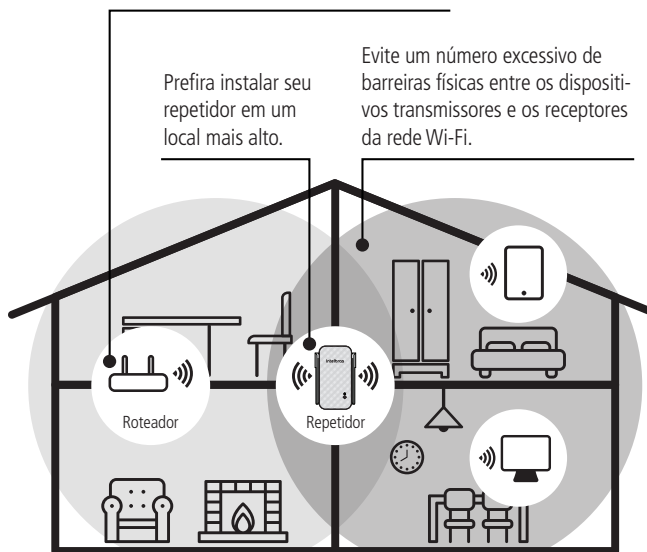 Prefira instalar seu
repetidor em um
local mais alto.
Evite um número excessivo de
barreiras físicas entre os dispositi-
vos transmissores e os receptores
da rede Wi-Fi.
intelbras
Roteador
Repetidor